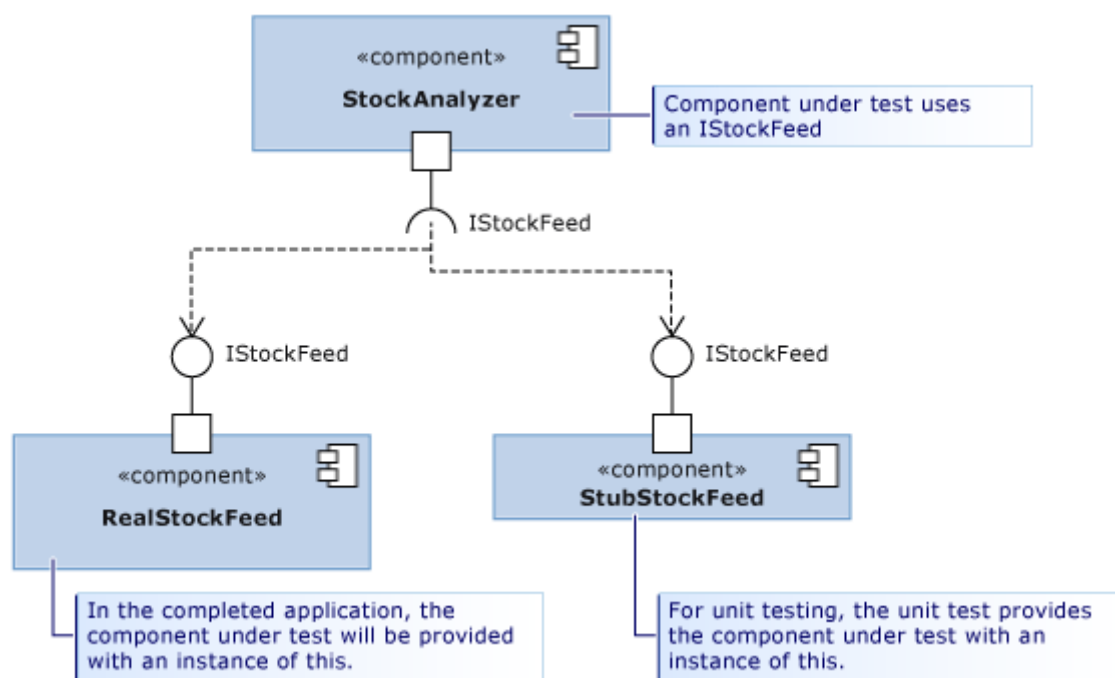 «component»
StockAnalyzer
Component under test uses
an IStockFeed
IStockFeed
IStockFeed
IStockFeed
«component»
RealStockFeed
«component»
StubStockFeed
In the completed application, the
component under test will be provided
with an instance of this.
For unit testing, the unit test provides
the component under test with an
instance of this.